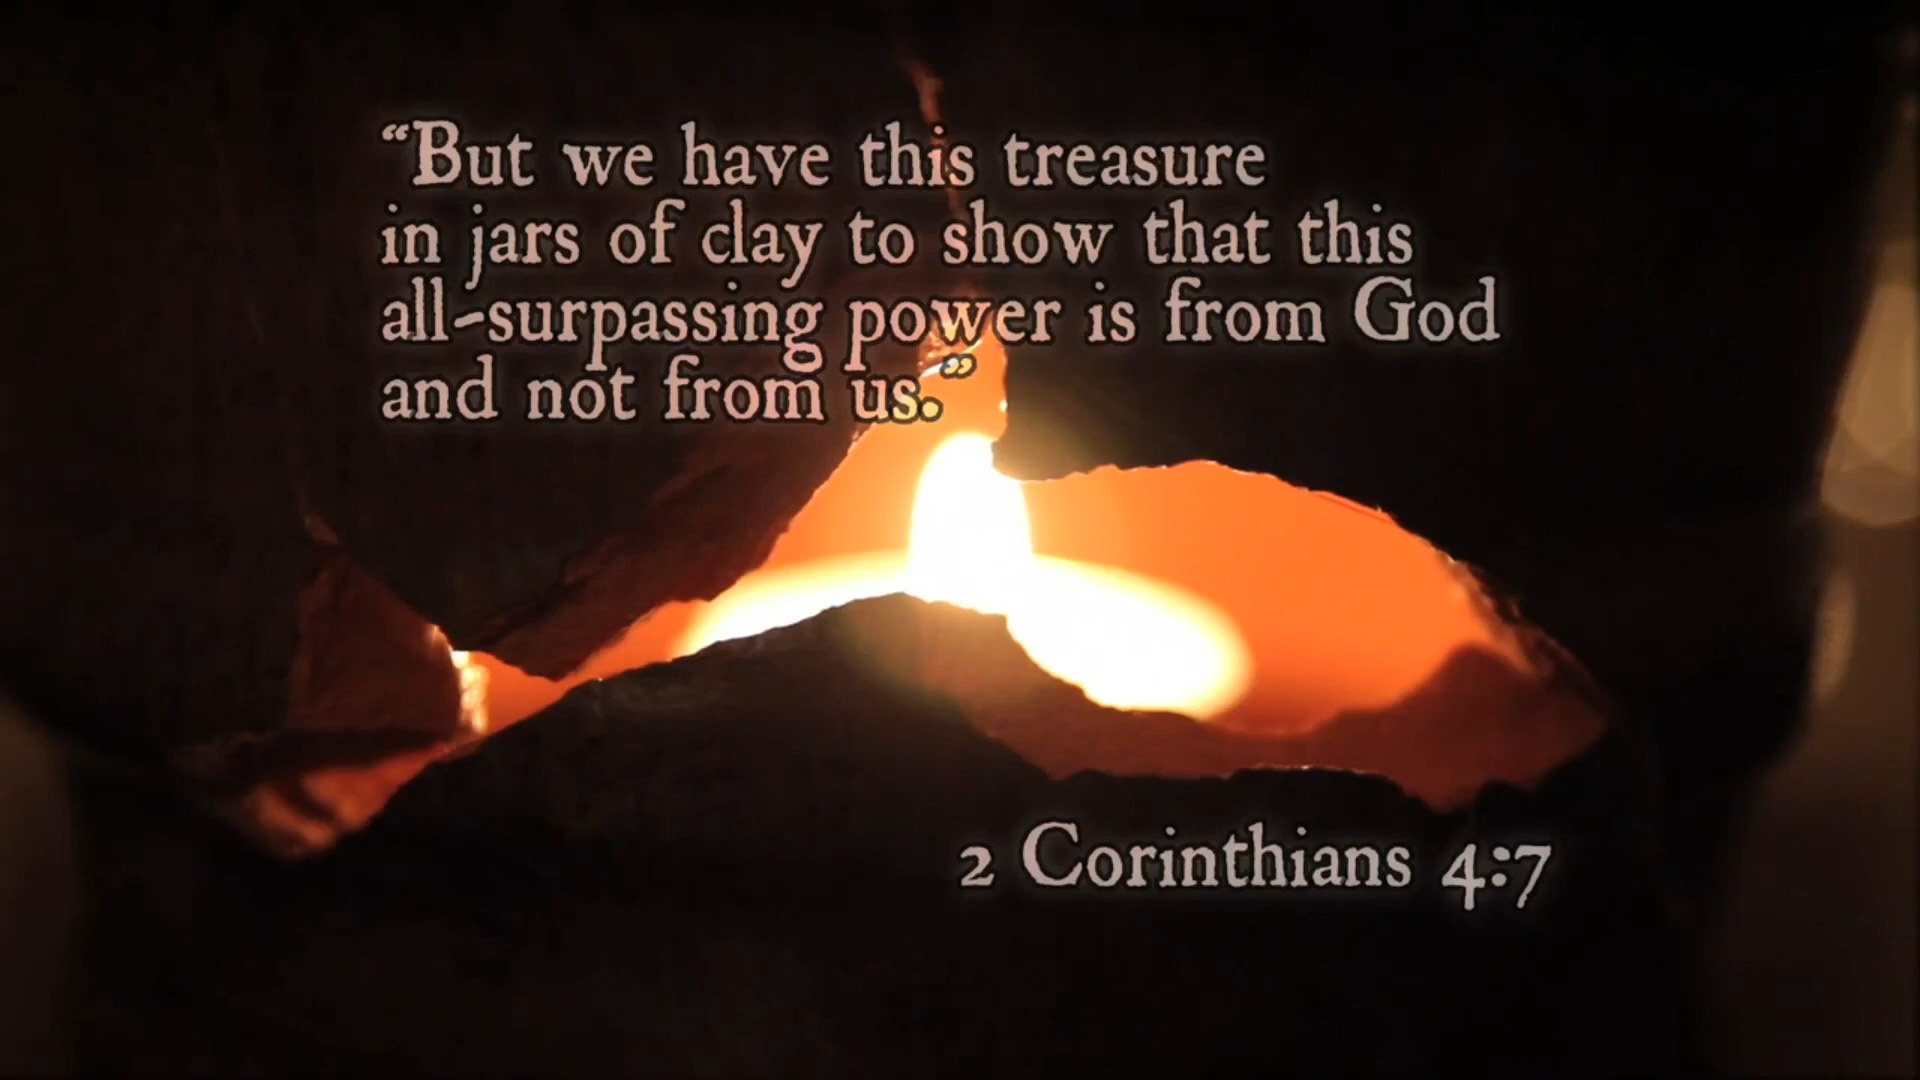 “But we have this treasure
in jars of clay to show that this
all-surpassing power is from God
and not from us.”
2 Corinthians 4:7